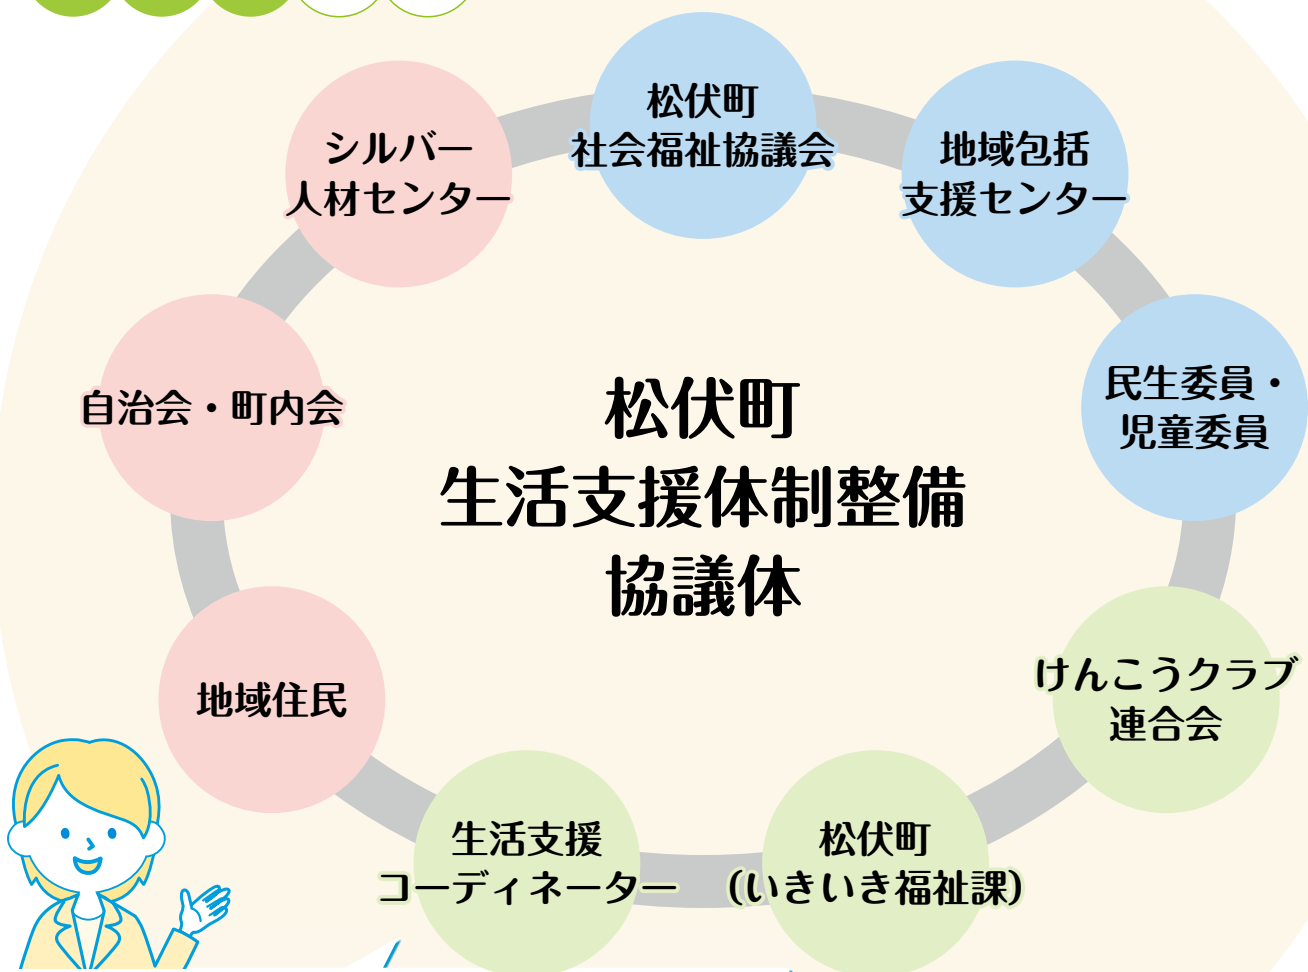 松伏町
社会福祉協議会
シルバー
人材センター
地域包括
支援センター
民生委員・
児童委員
自治会・町内会
松伏町
生活支援体制整備
協議体
けんこうクラブ
連合会
地域住民
生活支援
コーディネーター
松伏町
(いきいき福祉課)